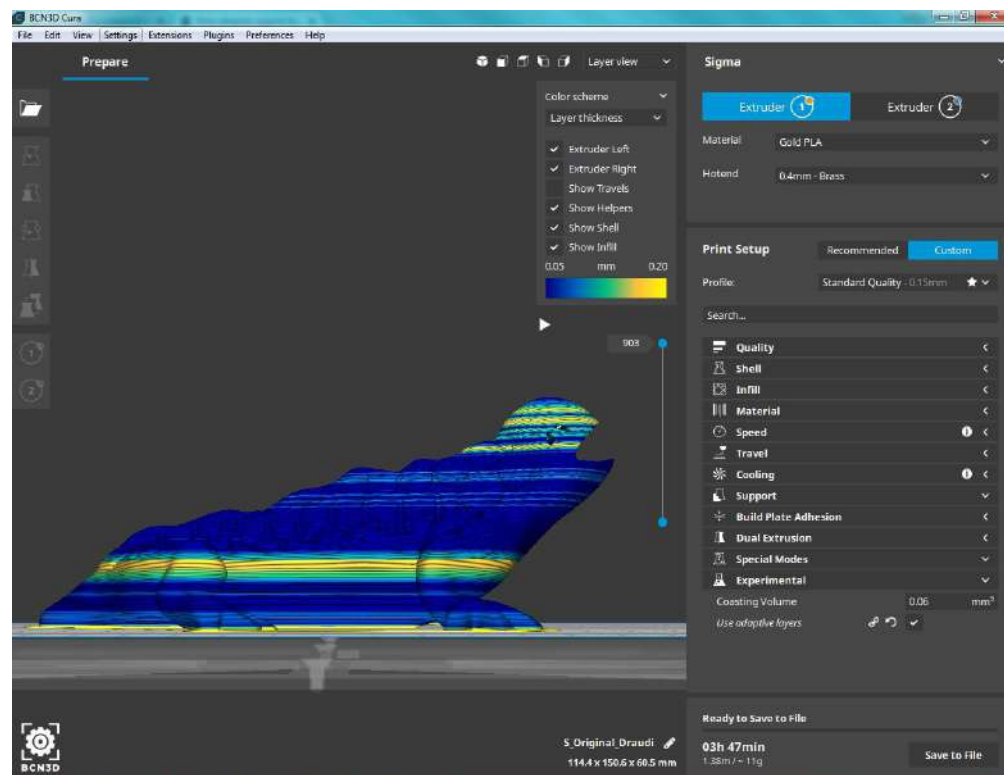 BCN3D Cura
File Edit View Settings Extensions Plugins Preferences Help
Prepare
Layer view
Color scheme
Layer thickness
Extruder Left
Extruder Right
Show Travels
Show Helpers
Show Shell
Show Infill
0.05 mm 0.20
903
S_Original_Draudi
114.4 x 150.6 x 60.5 mm
BCN3D
1
2
Sigma
Extruder 1 Extruder 2
Material Gold PLA
Hotend 0.4mm - Brass
Print Setup Recommended Custom
Profile: Standard Quality - 0.15mm
Search...
Quality
Shell
Infill
Material
Speed
Travel
Cooling
Support
Build Plate Adhesion
Dual Extrusion
Special Modes
Experimental
Coasting Volume 0.06 mm³
Use adaptive layers
Ready to Save to File
03h 47min
1.38m / ~ 11g
Save to File